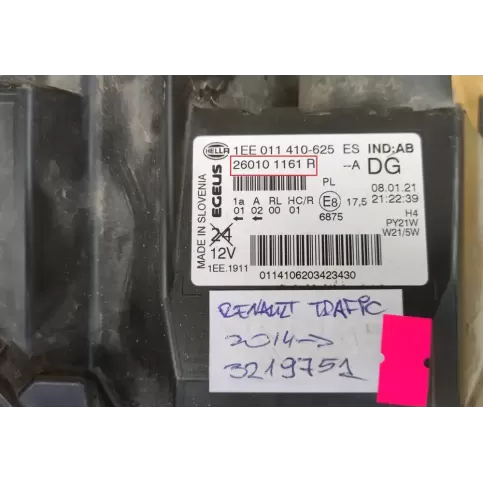 HELLA 1EE 011 410-625 ES IND:AB
26010 1161 R --A DG
MADE IN SLOVENIA
EGEUS
PL 08.01.21
1a A RL HC/R E8 17,5 21:22:39
01 02 00 01 6875 H4
PY21W
24 W21/5W
12V
1EE.1911 0114106203423430
RENAULT TRAFIC
2014→
3219751